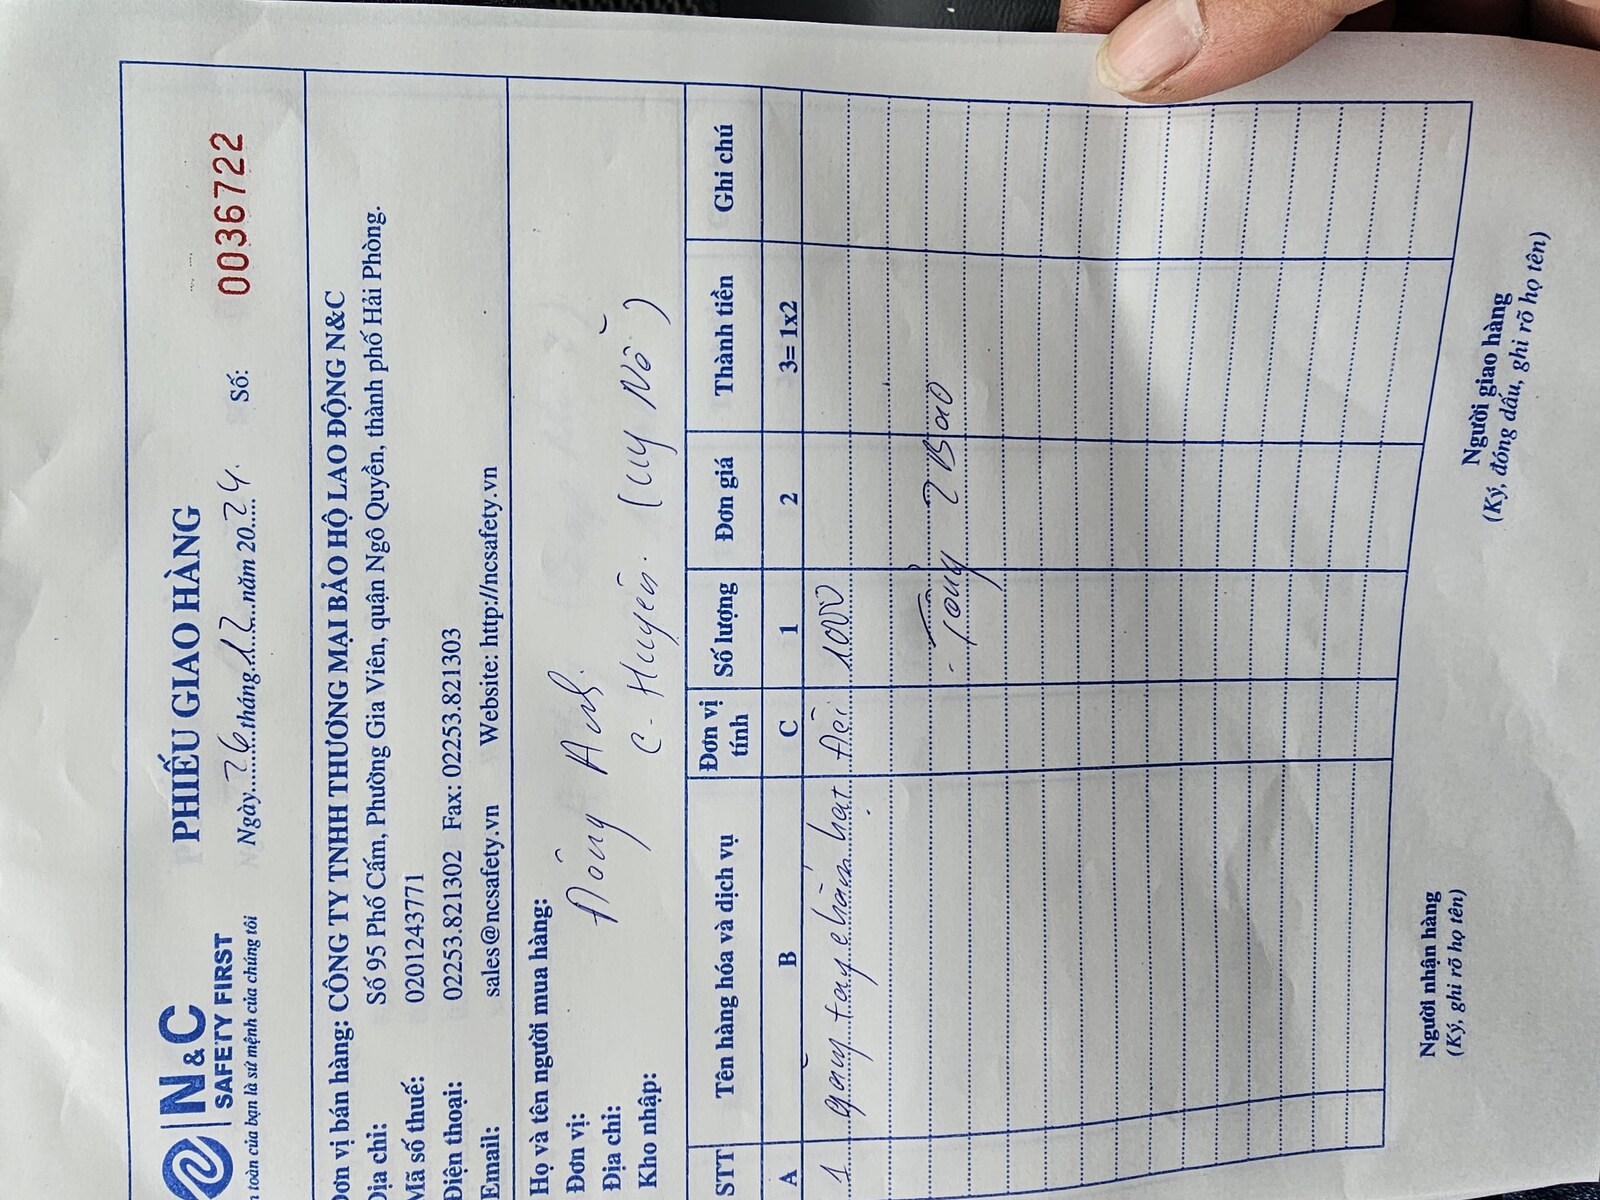 N&C
SAFETY FIRST
toàn của bạn là sứ mệnh của chúng tôi
PHIẾU GIAO HÀNG
Ngày 26 tháng 12 năm 2024.
Số: 0036722
Đơn vị bán hàng: CÔNG TY TNHH THƯƠNG MẠI BẢO HỘ LAO ĐỘNG N&C
Địa chỉ: Số 95 Phố Cấm, Phường Gia Viên, quận Ngô Quyền, thành phố Hải Phòng.
Mã số thuế: 0201243771
Điện thoại: 02253.821302 Fax: 02253.821303
Email: sales@ncsafety.vn Website: http://ncsafety.vn
Họ và tên người mua hàng:
Đơn vị: Đông Anh.
Địa chỉ:
Kho nhập: C. Huyên. (Uy Nỗ)
STT Tên hàng hóa và dịch vụ Đơn vị tính Số lượng Đơn giá Thành tiền Ghi chú
A B C 1 2 3= 1x2
1 găng tay chấm hạt Đôi 1000
- Tổng 2 Bao
Người nhận hàng
(Ký, ghi rõ họ tên)
Người giao hàng
(Ký, đóng dấu, ghi rõ họ tên)